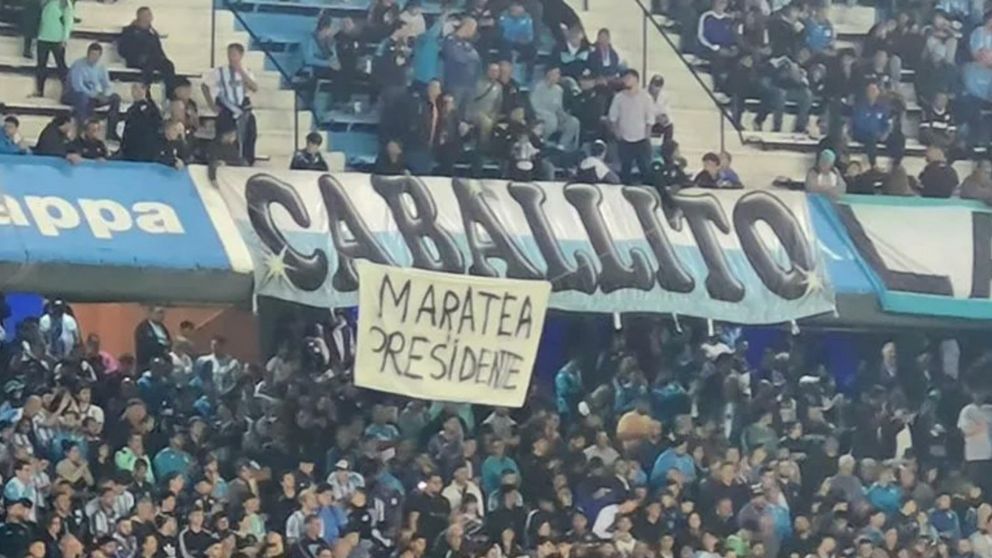 appa
CABALLITO
MARATEA
PRESIDENTE